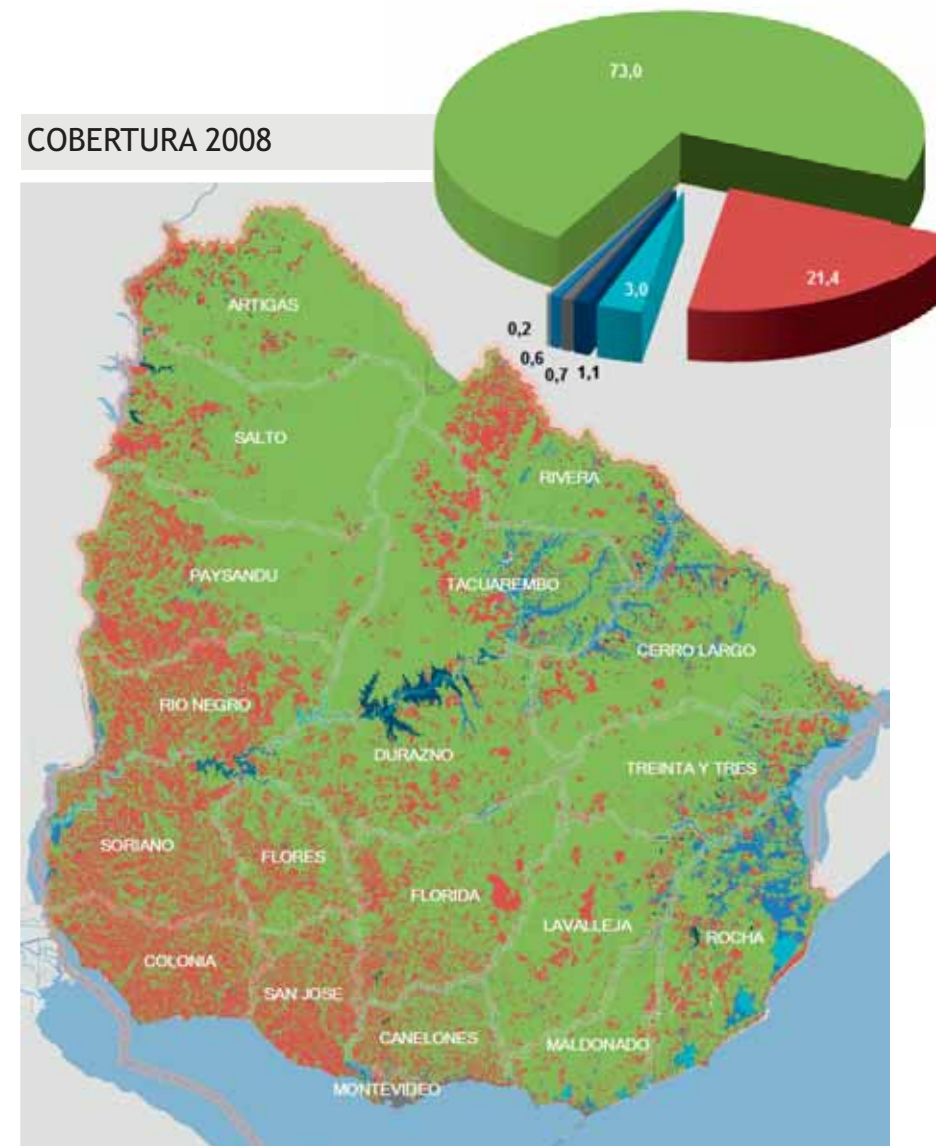 73,0
COBERTURA 2008
21,4
3,0
0,2
0,6
0,7 1,1
ARTIGAS
SALTO
RIVERA
PAYSANDU
TACUAREMBO
CERRO LARGO
RIO NEGRO
DURAZNO
TREINTA Y TRES
SORIANO
FLORES
FLORIDA
LAVALLEJA
ROCHA
COLONIA
SAN JOSE
CANELONES
MALDONADO
MONTEVIDEO